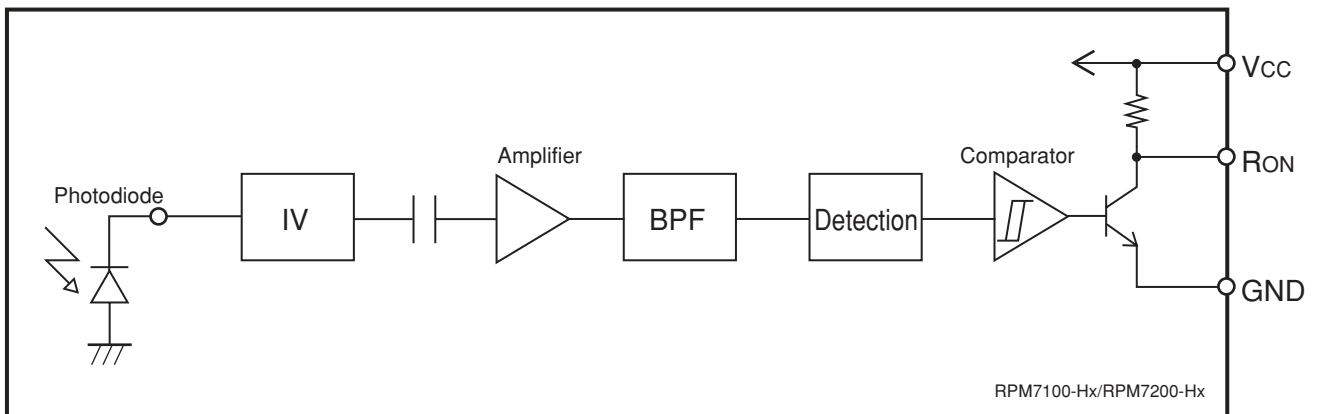 Vcc
Amplifier
Comparator
RON
Photodiode
IV
BPF
Detection
GND
RPM7100-Hx/RPM7200-Hx